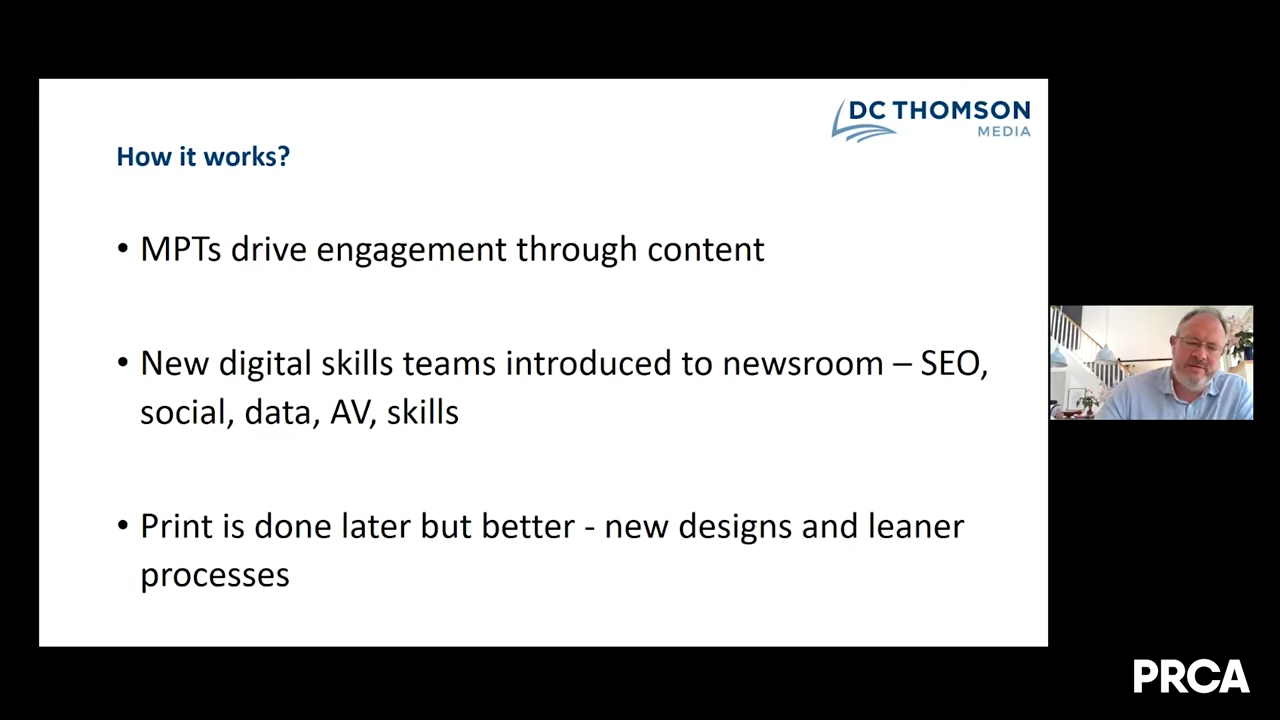 DC THOMSON
MEDIA
How it works?
• MPTs drive engagement through content
• New digital skills teams introduced to newsroom – SEO,
social, data, AV, skills
• Print is done later but better - new designs and leaner
processes
PRCA